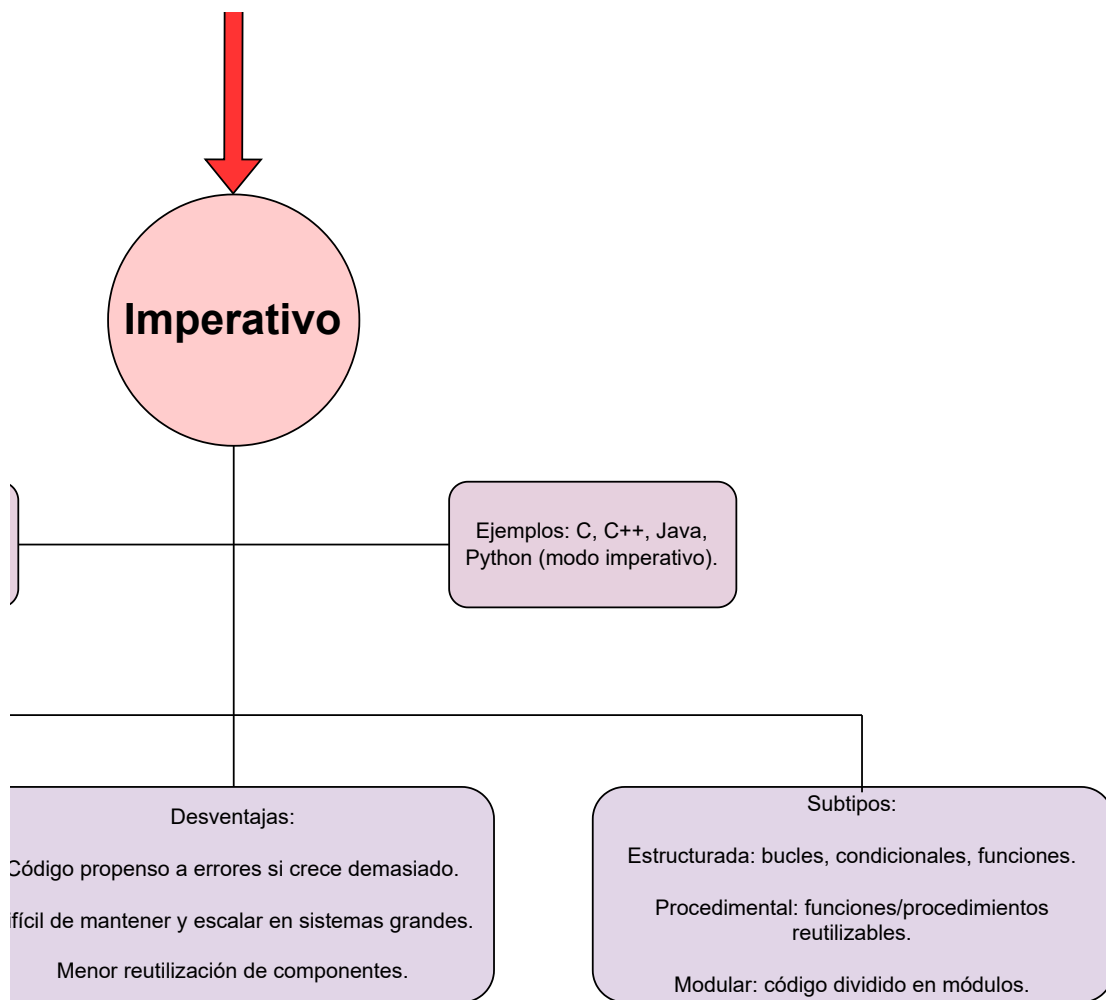 Imperativo
Ejemplos: C, C++, Java,
Python (modo imperativo).
Desventajas:
Código propenso a errores si crece demasiado.
ifícil de mantener y escalar en sistemas grandes.
Menor reutilización de componentes.
Subtipos:
Estructurada: bucles, condicionales, funciones.
Procedimental: funciones/procedimientos
reutilizables.
Modular: código dividido en módulos.